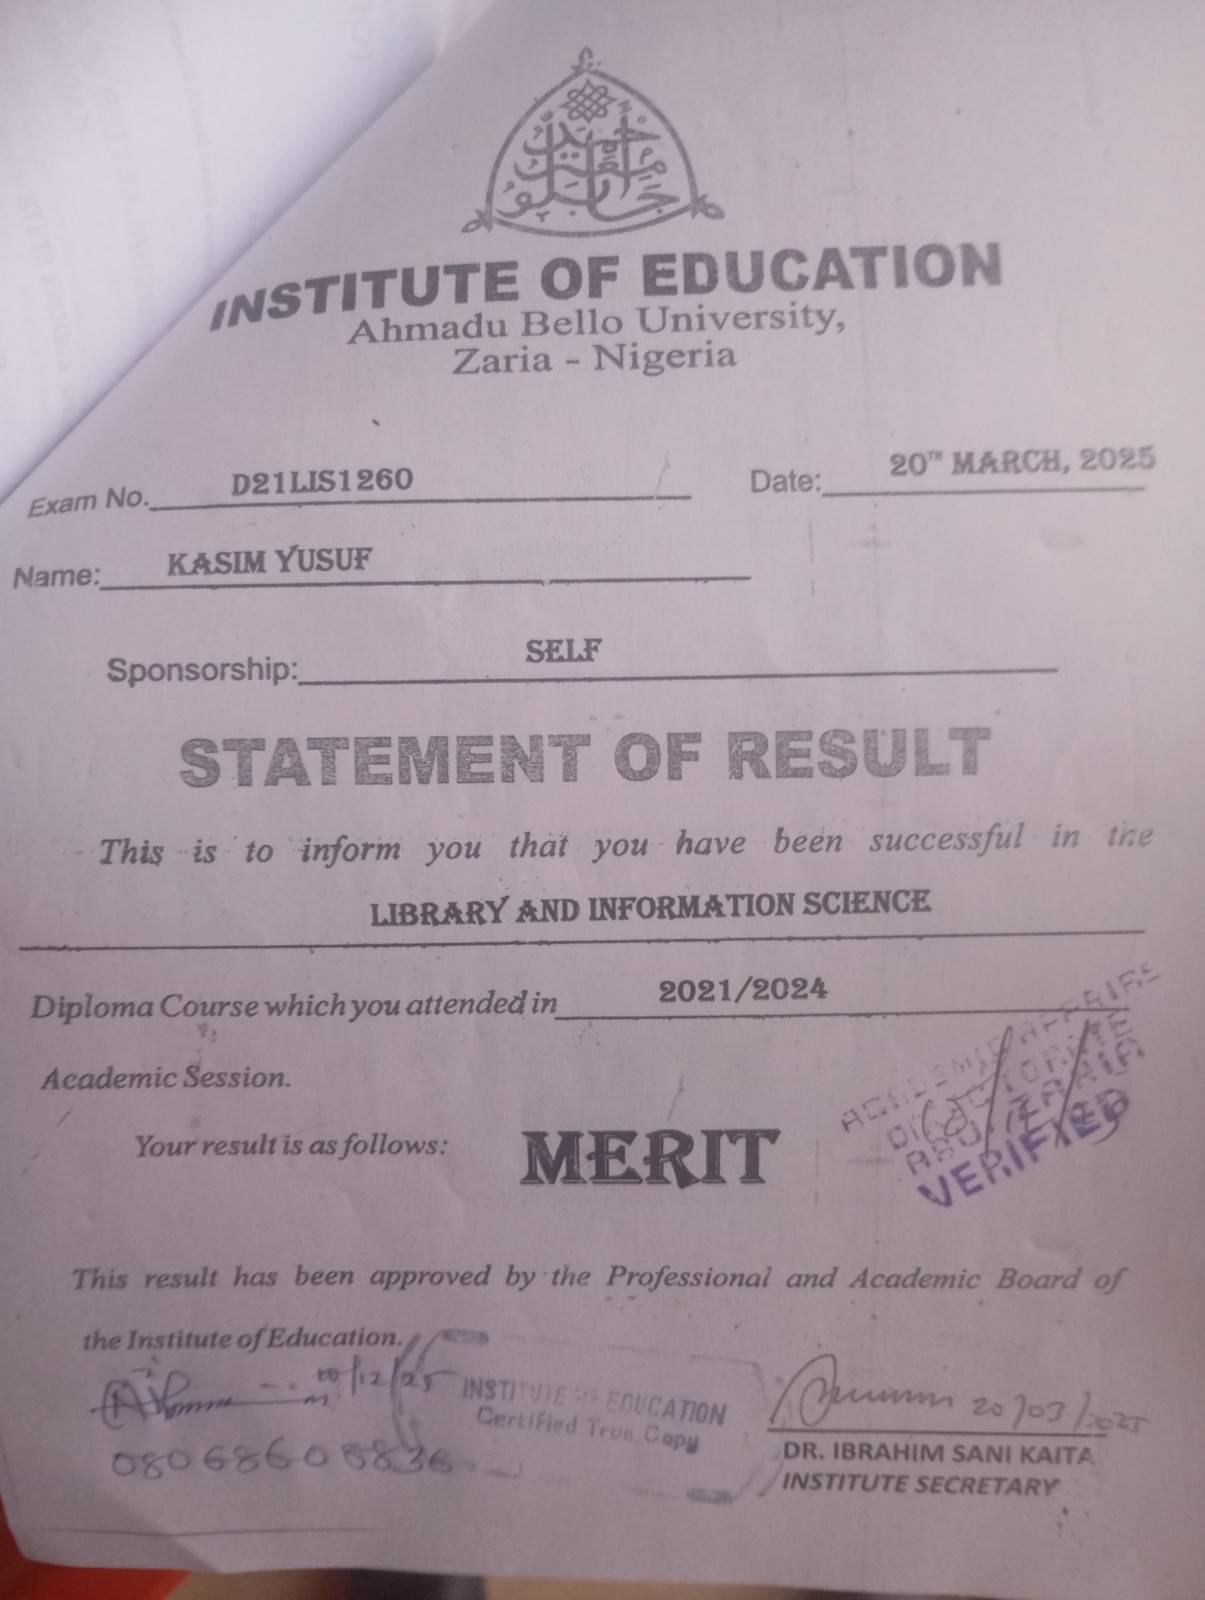 INSTITUTE OF EDUCATION
Ahmadu Bello University,
Zaria - Nigeria
Exam No. D21LIS1260
Date: 20TH MARCH, 2025
Name: KASIM YUSUF
Sponsorship: SELF
STATEMENT OF RESULT
This is to inform you that you have been successful in the
LIBRARY AND INFORMATION SCIENCE
Diploma Course which you attended in 2021/2024
Academic Session.
Your result is as follows: MERIT
ACADEMIC AFFAIRS
VERIFIED
This result has been approved by the Professional and Academic Board of
the Institute of Education.
10/12/25
INSTITUTE OF EDUCATION
Certified True Copy
08068608836
20/03/2025
DR. IBRAHIM SANI KAITA
INSTITUTE SECRETARY